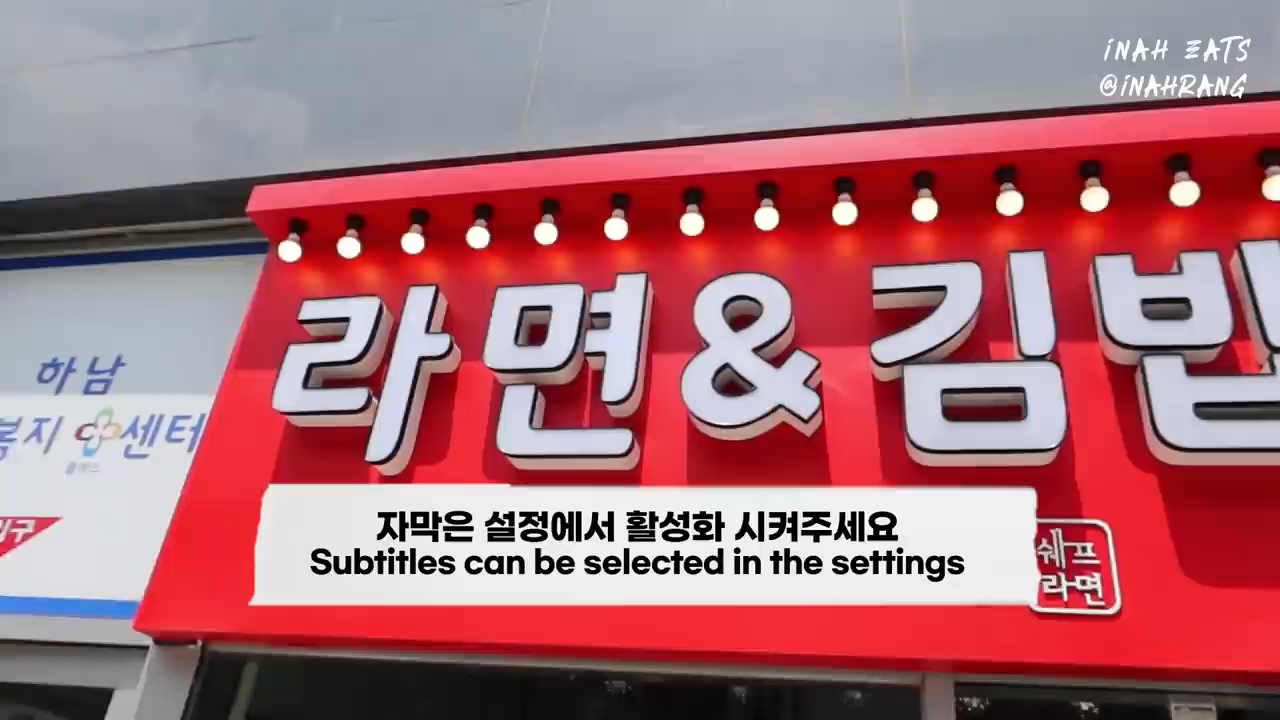 INAH EATS
@INAHRANG
라면&김밥
하남
복지 센터
자막은 설정에서 활성화 시켜주세요
Subtitles can be selected in the settings
쉐프
라면